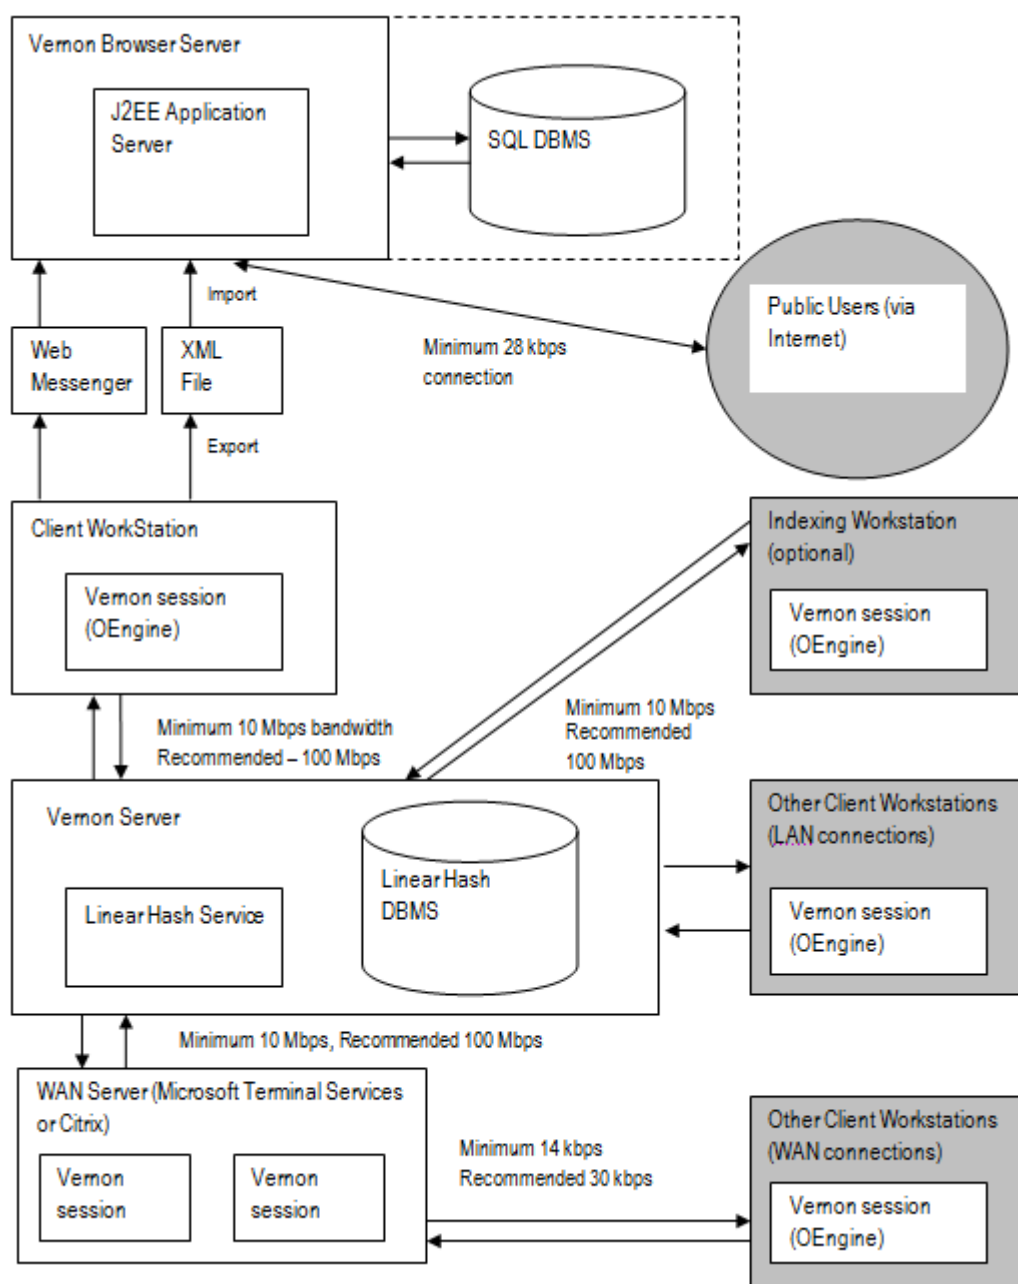 Vernon Browser Server
J2EE Application
Server
SQL DBMS
Import
Public Users (via
Internet)
Minimum 28 kbps
connection
Web
Messenger
XML
File
Export
Client WorkStation
Vernon session
(OEngine)
Indexing Workstation
(optional)
Vernon session
(OEngine)
Minimum 10 Mbps bandwidth
Recommended – 100 Mbps
Minimum 10 Mbps
Recommended
100 Mbps
Vernon Server
Linear Hash Service
Linear Hash
DBMS
Other Client Workstations
(LAN connections)
Vernon session
(OEngine)
Minimum 10 Mbps, Recommended 100 Mbps
WAN Server (Microsoft Terminal Services
or Citrix)
Vernon
session
Vernon
session
Minimum 14 kbps
Recommended 30 kbps
Other Client Workstations
(WAN connections)
Vernon session
(OEngine)